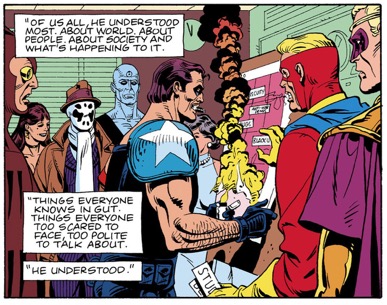 "OF US ALL, HE UNDERSTOOD
MOST. ABOUT WORLD. ABOUT
PEOPLE. ABOUT SOCIETY AND
WHAT'S HAPPENING TO IT.
"THINGS EVERYONE
KNOWS IN GUT.
THINGS EVERYONE
TOO SCARED TO
FACE, TOO POLITE
TO TALK ABOUT.
"HE UNDERSTOOD."